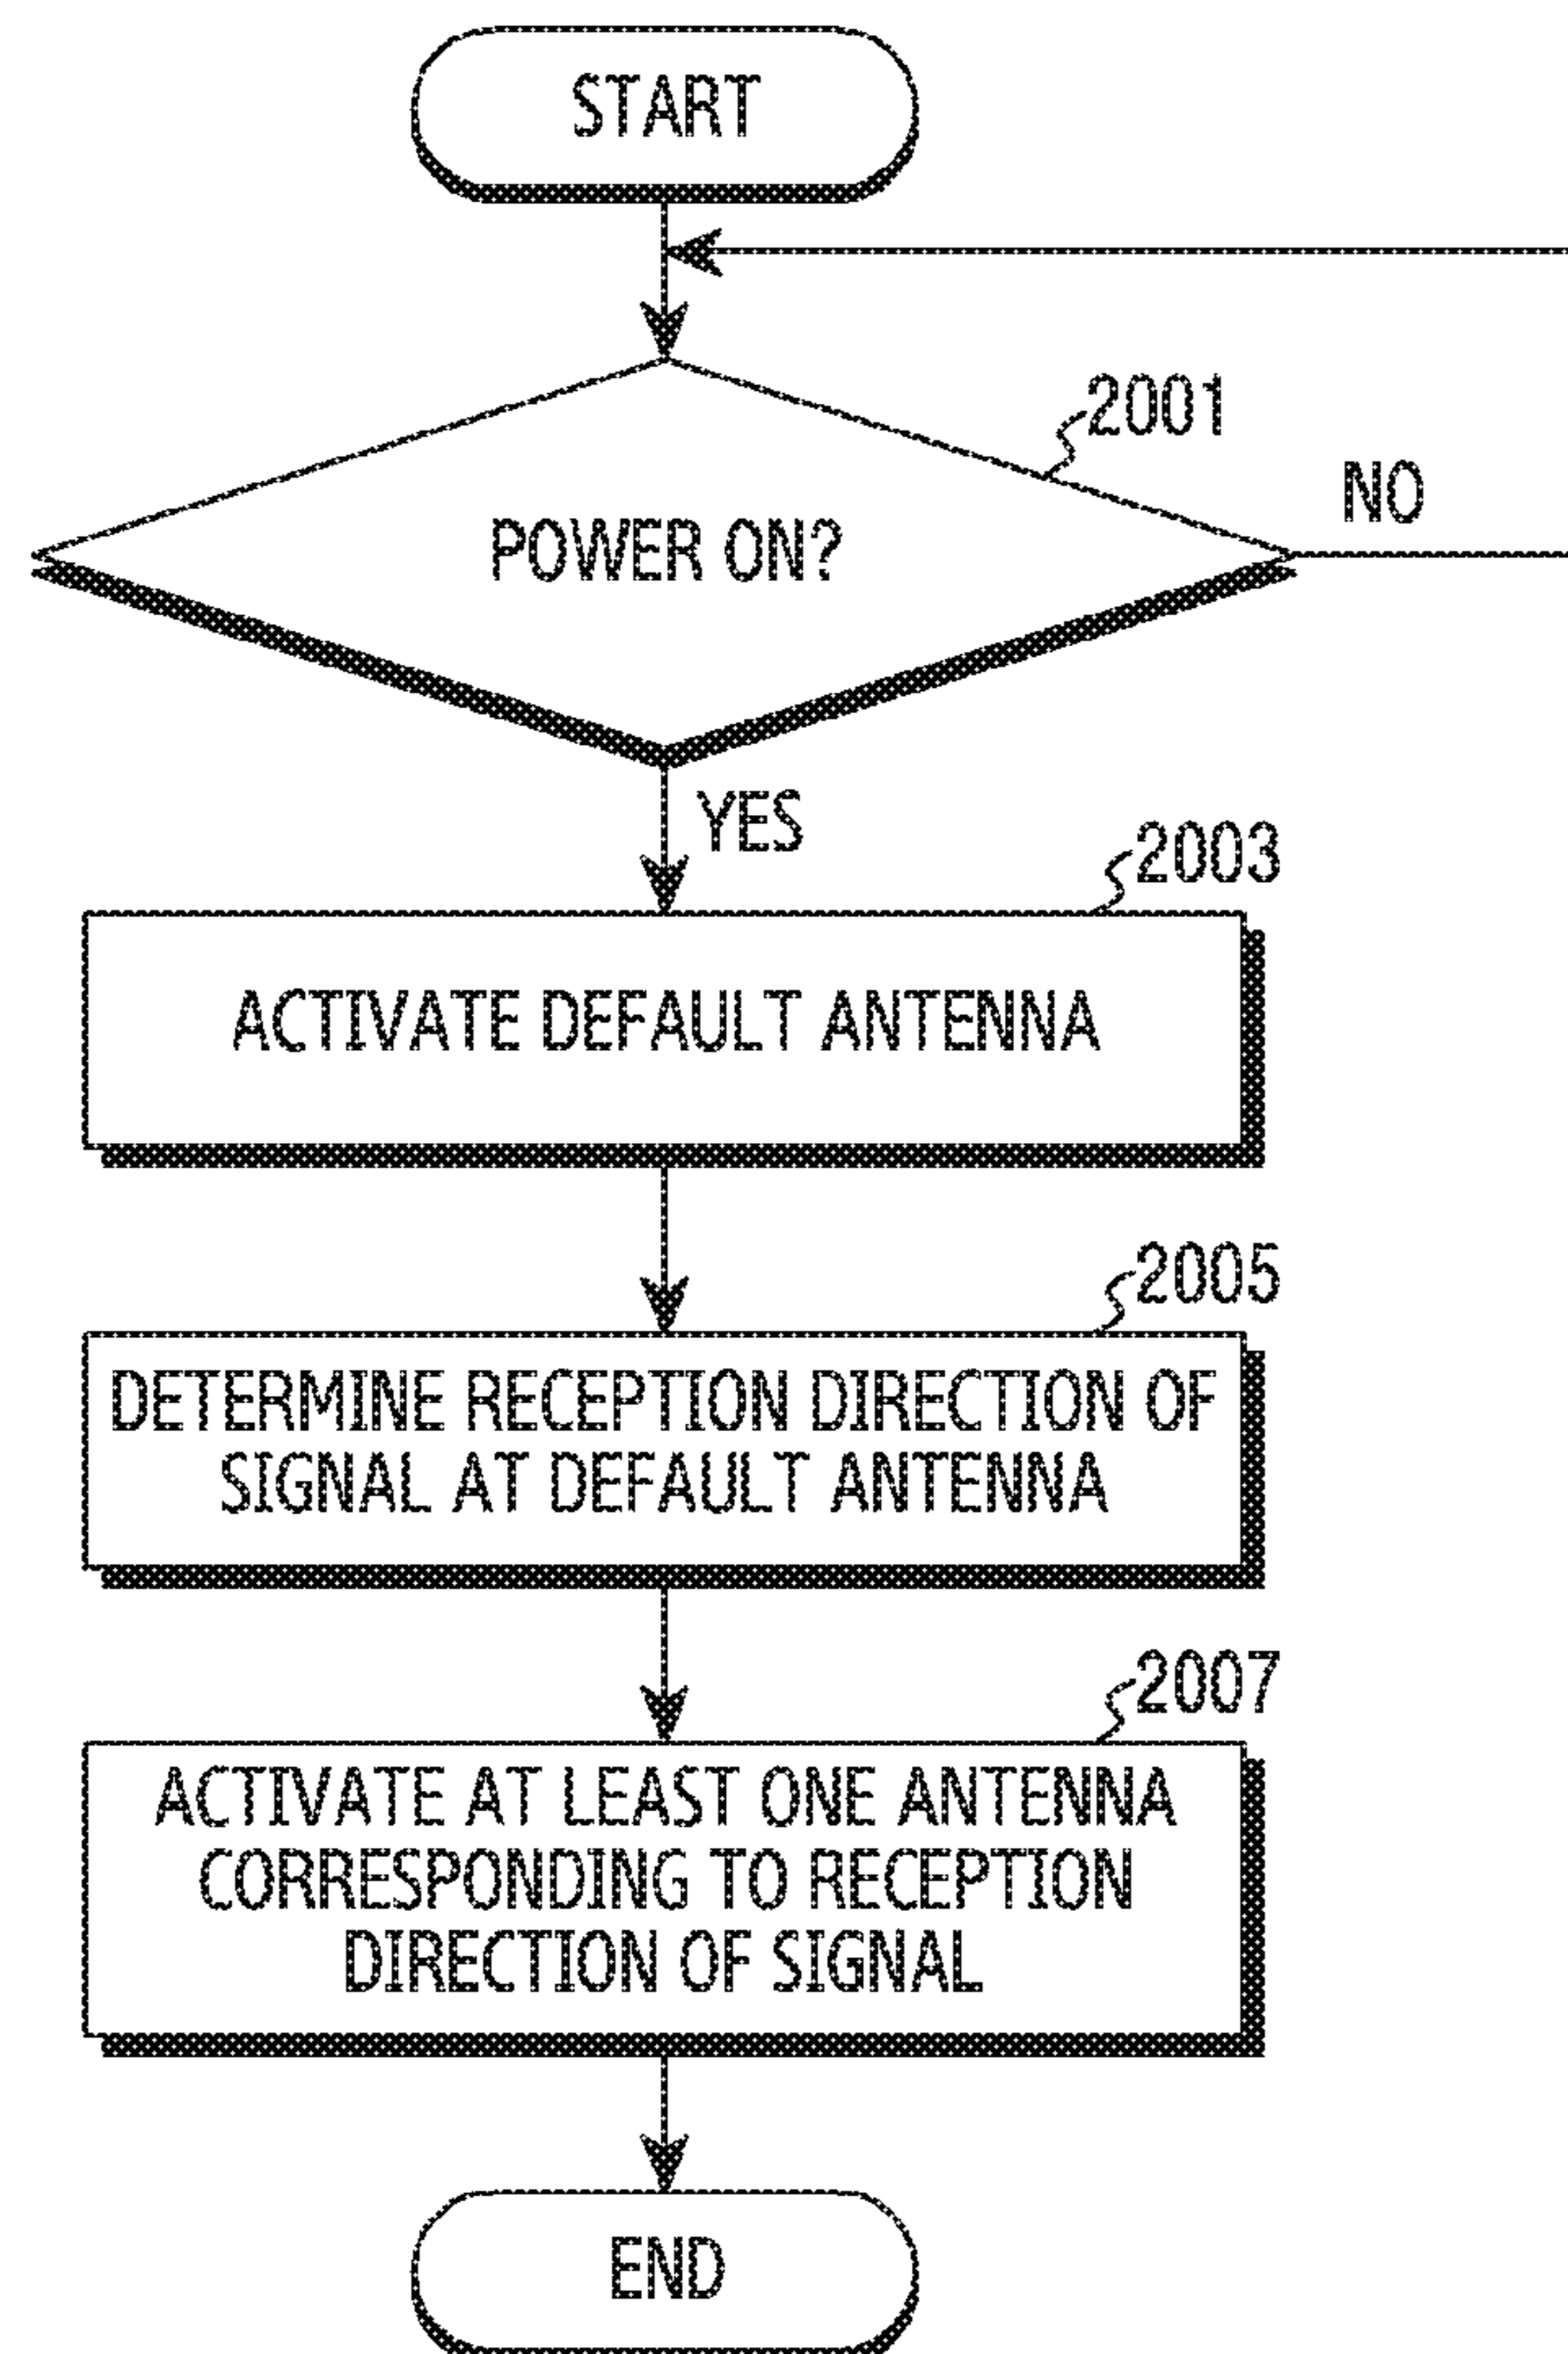 START
2001
NO
POWER ON?
YES
2003
ACTIVATE DEFAULT ANTENNA
2005
DETERMINE RECEPTION DIRECTION OF
SIGNAL AT DEFAULT ANTENNA
2007
ACTIVATE AT LEAST ONE ANTENNA
CORRESPONDING TO RECEPTION
DIRECTION OF SIGNAL
END